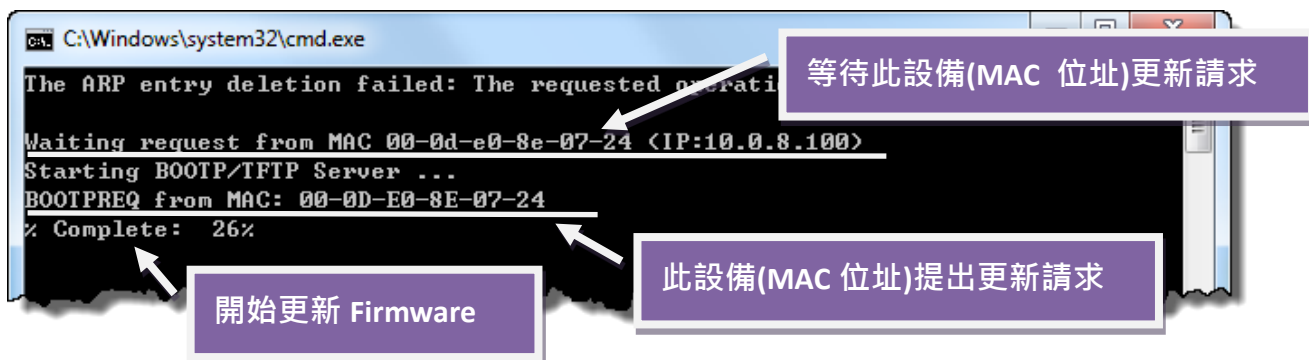 C:\Windows\system32\cmd.exe
The ARP entry deletion failed: The requested operati
等待此設備(MAC 位址)更新請求
Waiting request from MAC 00-0d-e0-8e-07-24 (IP:10.0.8.100)
Starting BOOTP/TFTP Server ...
BOOTPREQ from MAC: 00-0D-E0-8E-07-24
% Complete: 26%
此設備(MAC 位址)提出更新請求
開始更新 Firmware